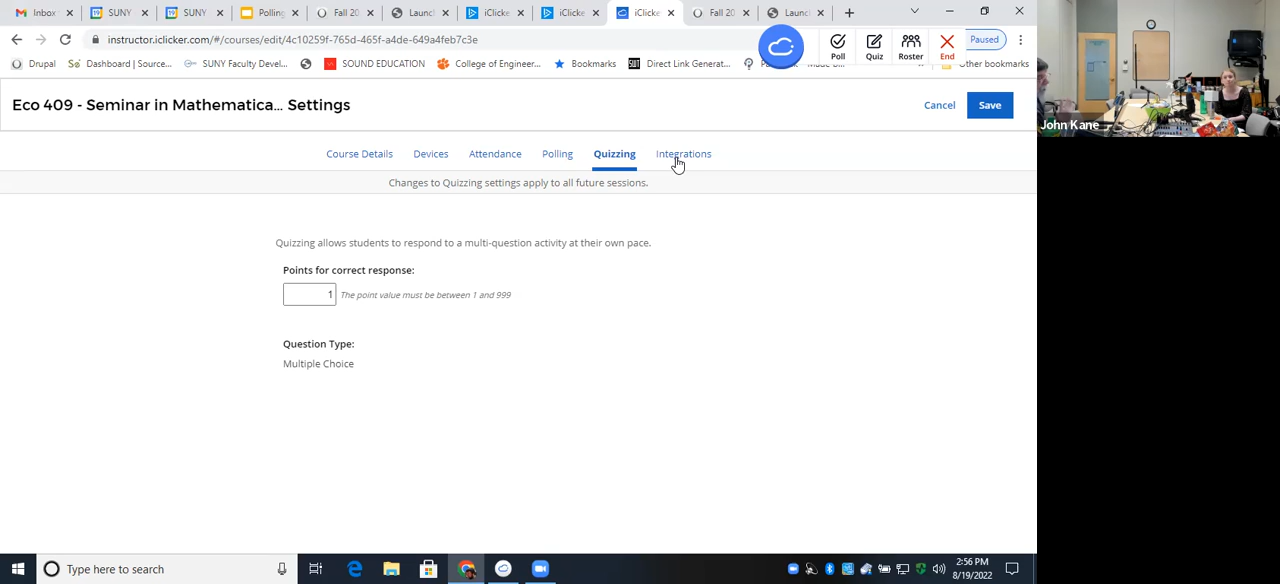 Inbox
SUNY
SUNY
Polling
Fall 20
Launch
iClicke
iClicke
iClicke
Fall 20
Launc
instructor.iclicker.com/#/courses/edit/4c10259f-765d-465f-a4de-649a4feb7c3e
Poll
Quiz
Roster
End
Paused
Drupal
Dashboard | Source...
SUNY Faculty Devel...
SOUND EDUCATION
College of Engineer...
Bookmarks
Direct Link Generat...
Other bookmarks
Eco 409 - Seminar in Mathematica... Settings
Cancel
Save
Course Details
Devices
Attendance
Polling
Quizzing
Integrations
Changes to Quizzing settings apply to all future sessions.
Quizzing allows students to respond to a multi-question activity at their own pace.
Points for correct response:
1
The point value must be between 1 and 999
Question Type:
Multiple Choice
John Kane
Type here to search
2:56 PM
8/19/2022